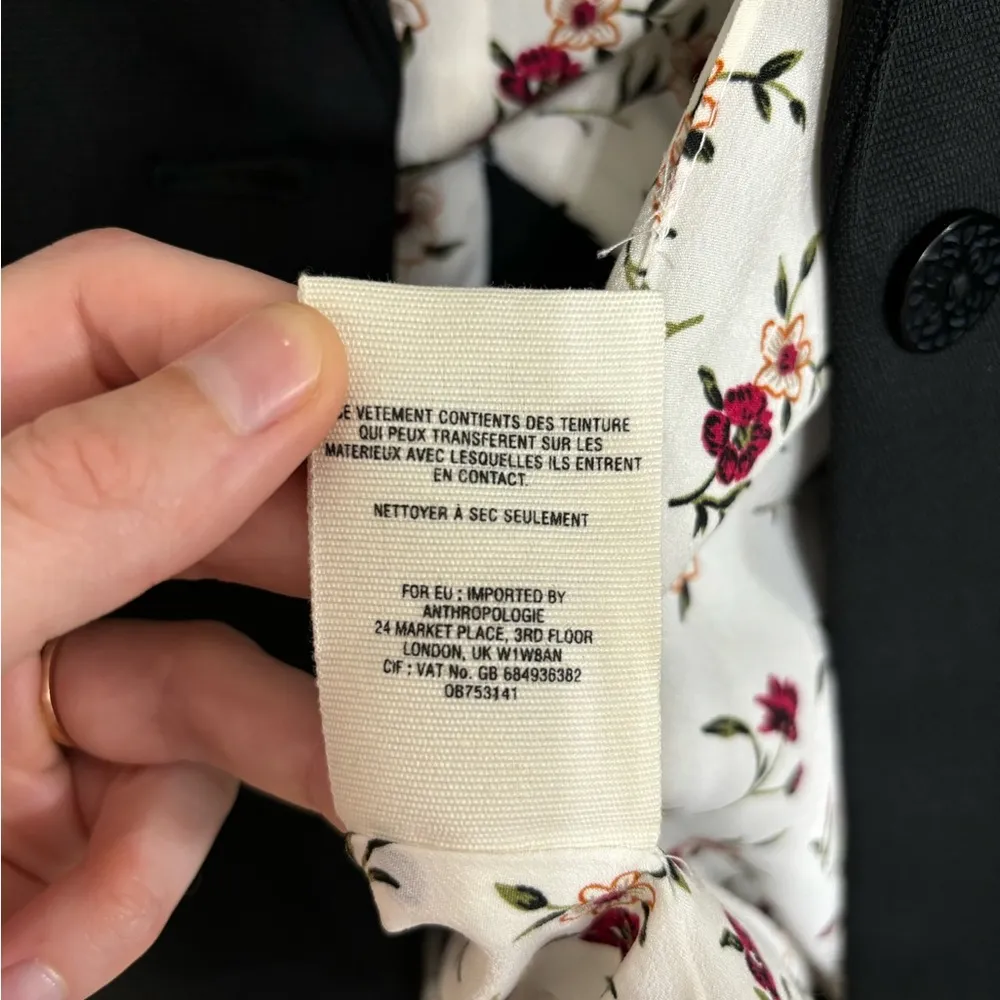 CE VETEMENT CONTIENTS DES TEINTURE
QUI PEUX TRANSFERENT SUR LES
MATERIEUX AVEC LESQUELLES ILS ENTRENT
EN CONTACT.
NETTOYER À SEC SEULEMENT
FOR EU : IMPORTED BY
ANTHROPOLOGIE
24 MARKET PLACE, 3RD FLOOR
LONDON, UK W1W8AN
CIF : VAT No. GB 684936382
OB753141